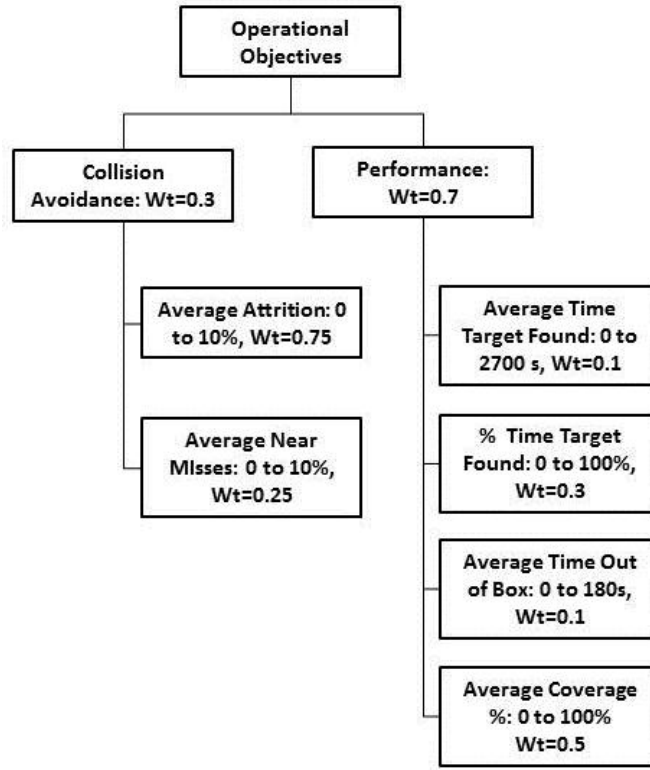 Operational
Objectives
Collision
Avoidance: Wt=0.3
Performance:
Wt=0.7
Average Attrition: 0
to 10%, Wt=0.75
Average Near
MIsses: 0 to 10%,
Wt=0.25
Average Time
Target Found: 0 to
2700 s, Wt=0.1
% Time Target
Found: 0 to 100%,
Wt=0.3
Average Time Out
of Box: 0 to 180s,
Wt=0.1
Average Coverage
%: 0 to 100%
Wt=0.5